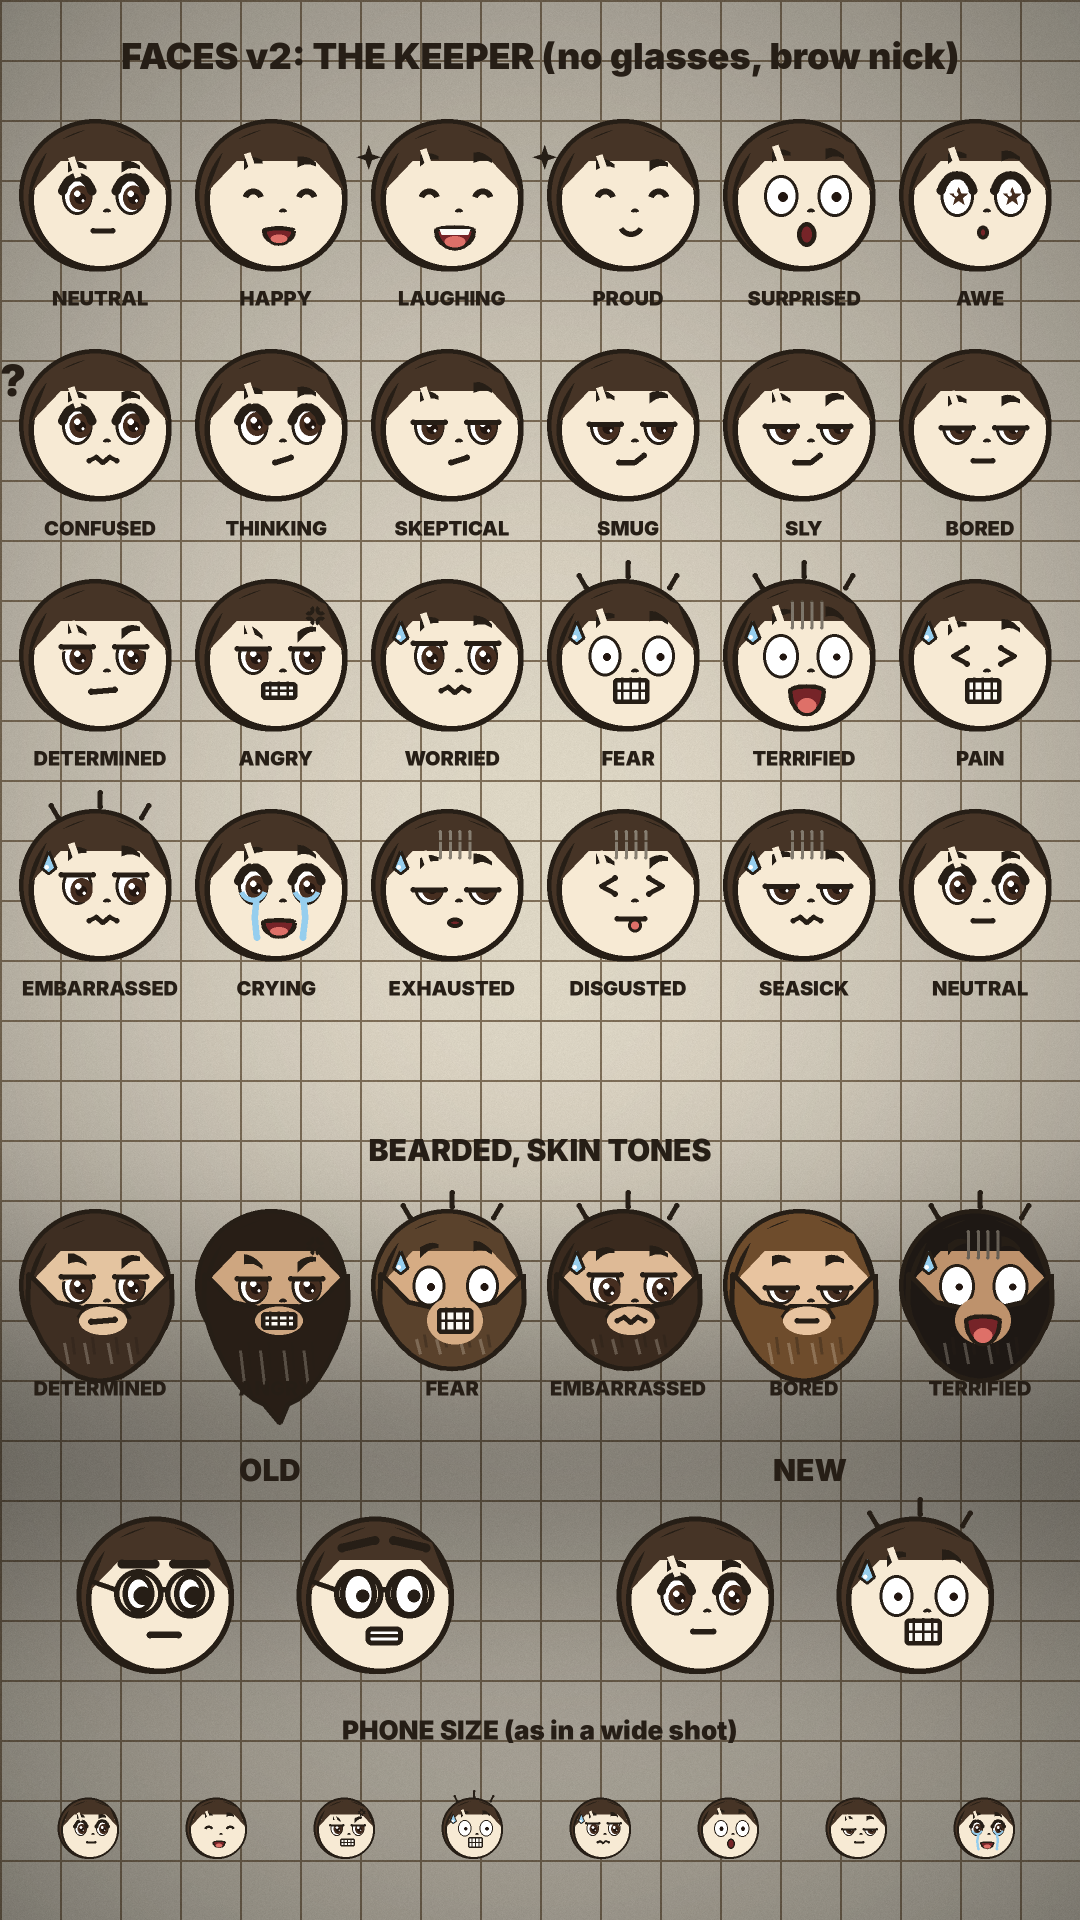 FACES v2: THE KEEPER (no glasses, brow nick)
NEUTRAL HAPPY LAUGHING PROUD SURPRISED AWE
?
CONFUSED THINKING SKEPTICAL SMUG SLY BORED
DETERMINED ANGRY WORRIED FEAR TERRIFIED PAIN
EMBARRASSED CRYING EXHAUSTED DISGUSTED SEASICK NEUTRAL
BEARDED, SKIN TONES
DETERMINED FEAR EMBARRASSED BORED TERRIFIED
OLD NEW
PHONE SIZE (as in a wide shot)